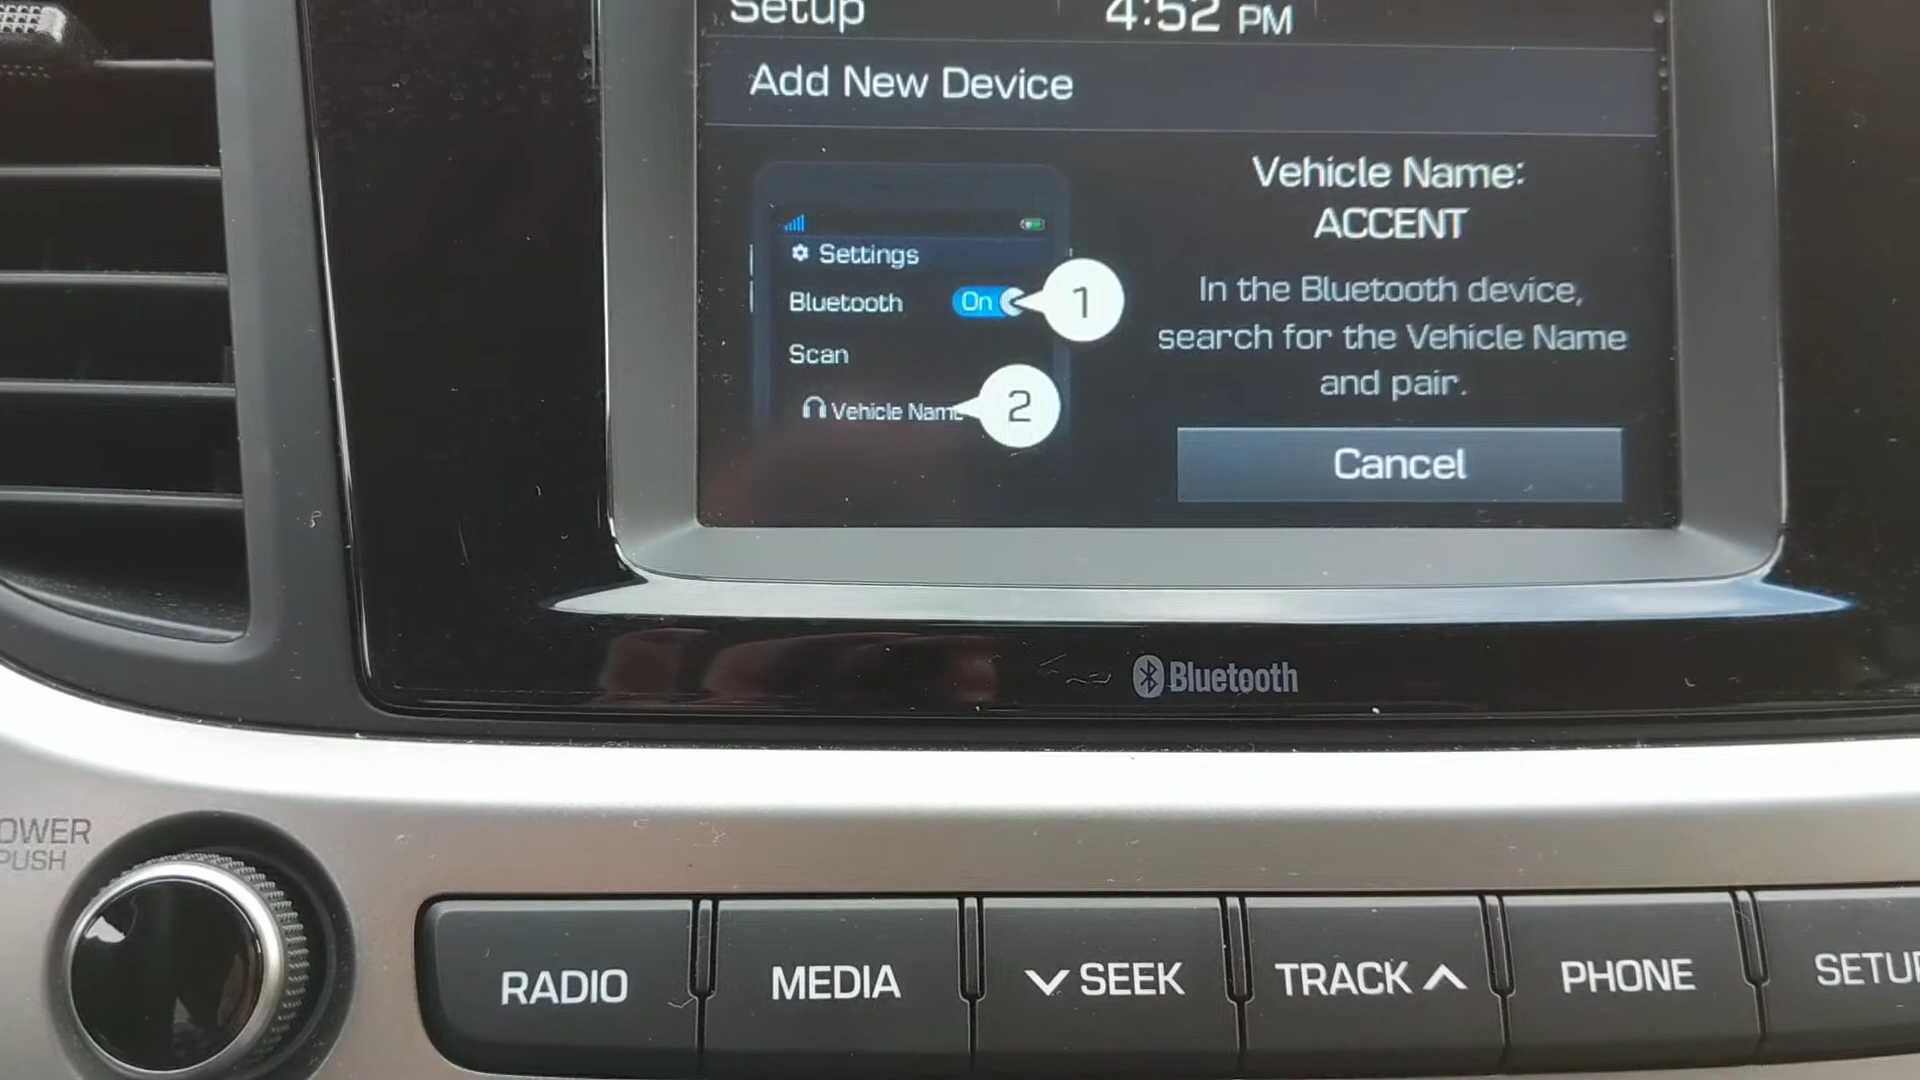 Setup
4:52 PM
Add New Device
Settings
Bluetooth On
1
Scan
Vehicle Name
2
Vehicle Name:
ACCENT
In the Bluetooth device,
search for the Vehicle Name
and pair.
Cancel
Bluetooth
OWER
PUSH
RADIO
MEDIA
SEEK
TRACK
PHONE
SETUP